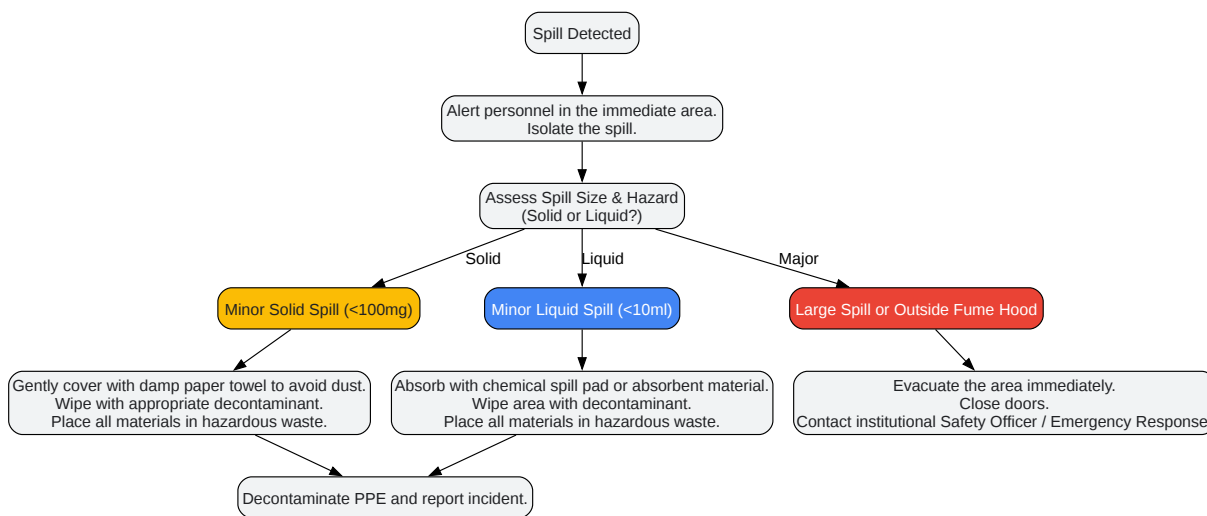 Spill Detected
Alert personnel in the immediate area.
Isolate the spill.
Assess Spill Size & Hazard
(Solid or Liquid?)
Solid
Liquid
Major
Minor Solid Spill (<100mg)
Minor Liquid Spill (<10ml)
Large Spill or Outside Fume Hood
Gently cover with damp paper towel to avoid dust.
Wipe with appropriate decontaminant.
Place all materials in hazardous waste.
Absorb with chemical spill pad or absorbent material.
Wipe area with decontaminant.
Place all materials in hazardous waste.
Evacuate the area immediately.
Close doors.
Contact institutional Safety Officer / Emergency Response.
Decontaminate PPE and report incident.